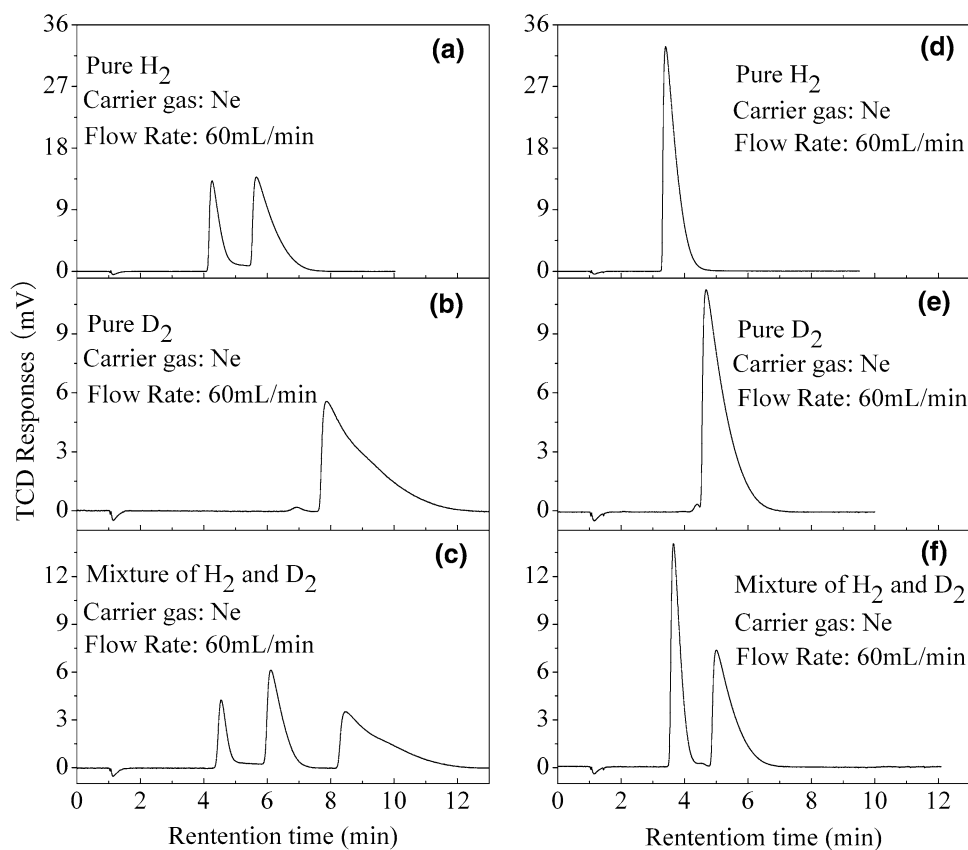 36
27
18
9
0
(a)
Pure H2
Carrier gas: Ne
Flow Rate: 60mL/min
9
6
3
0
(b)
Pure D2
Carrier gas: Ne
Flow Rate: 60mL/min
12
9
6
3
0
(c)
Mixture of H2 and D2
Carrier gas: Ne
Flow Rate: 60mL/min
0 2 4 6 8 10 12
Rentention time (min)
TCD Responses (mV)
36
27
18
9
0
(d)
Pure H2
Carrier gas: Ne
Flow Rate: 60mL/min
9
6
3
0
(e)
Pure D2
Carrier gas: Ne
Flow Rate: 60mL/min
12
9
6
3
0
(f)
Mixture of H2 and D2
Carrier gas: Ne
Flow Rate: 60mL/min
0 2 4 6 8 10 12
Rentention time (min)